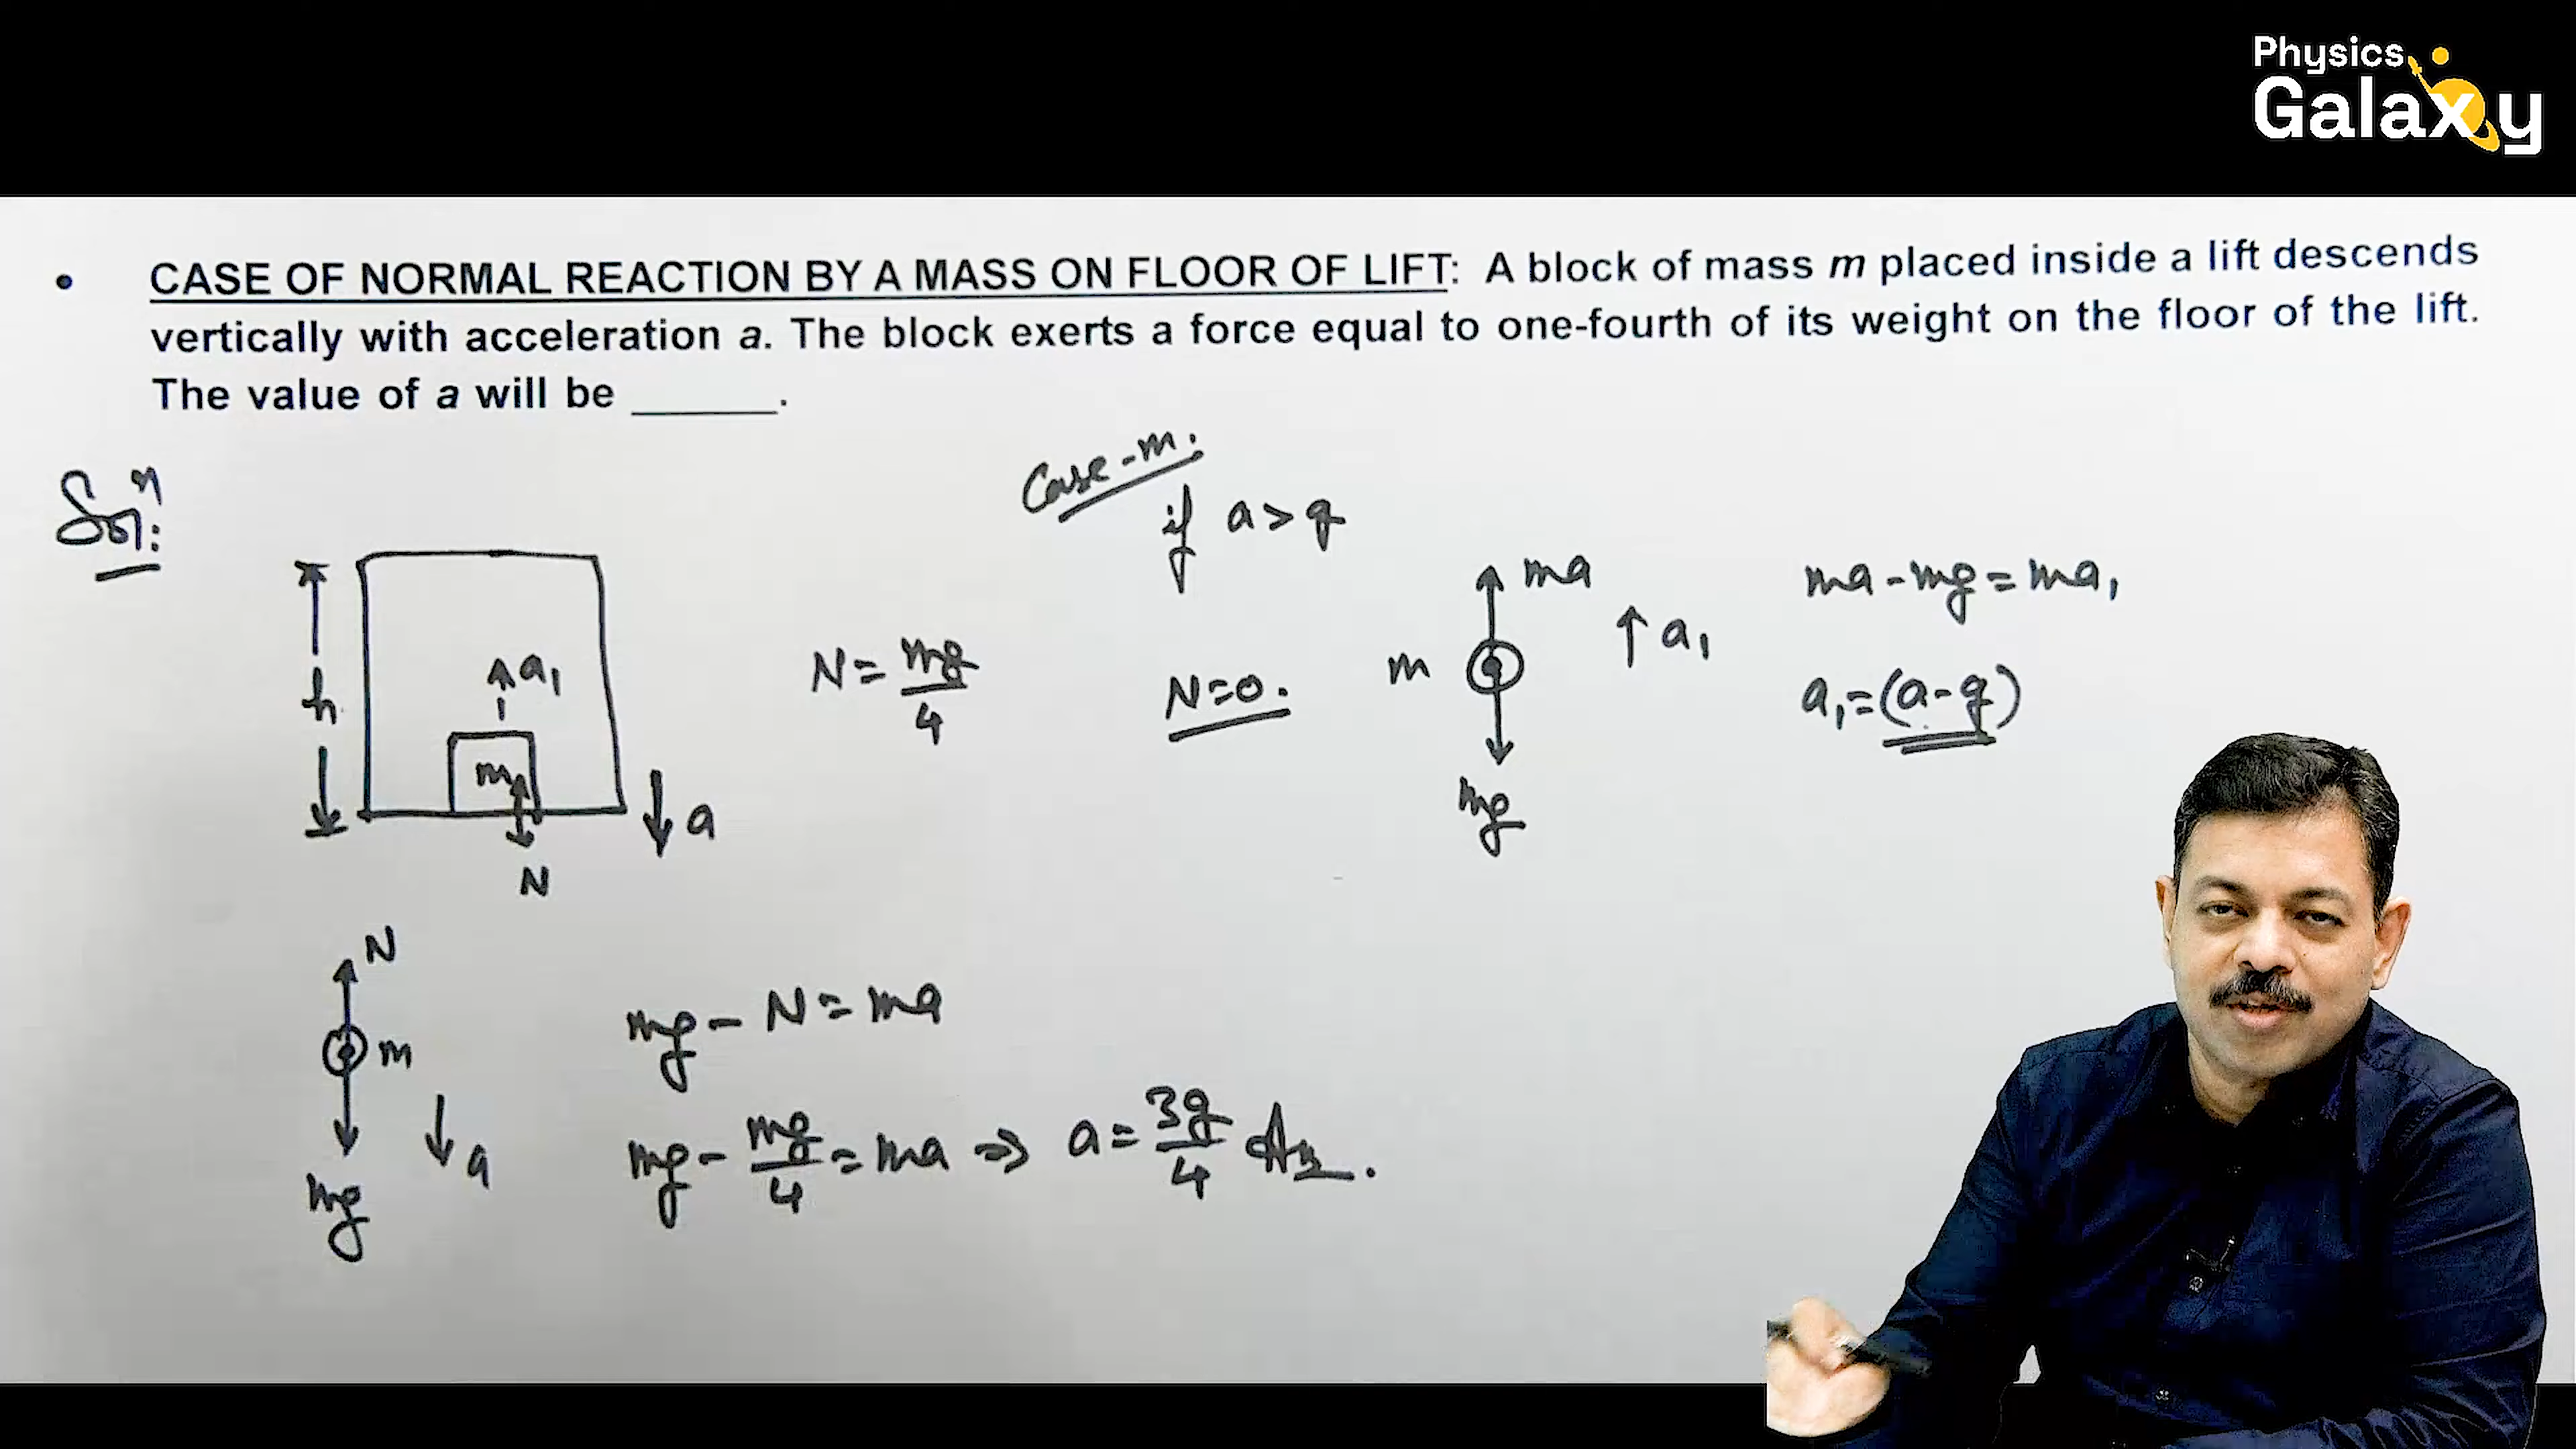 Physics
Galaxy
• CASE OF NORMAL REACTION BY A MASS ON FLOOR OF LIFT: A block of mass m placed inside a lift descends
vertically with acceleration a. The block exerts a force equal to one-fourth of its weight on the floor of the lift.
The value of a will be ______.
Solⁿ:
Case-III:
if a > g
h
a₁
m
N
a
N = mg/4
N=0.
ma
m
mg
↑ a₁
ma - mg = ma₁
a₁ = (a-g)
N
m
mg
↓ a
mg - N = ma
mg - mg/4 = ma ⇒ a = 3g/4 Ans.